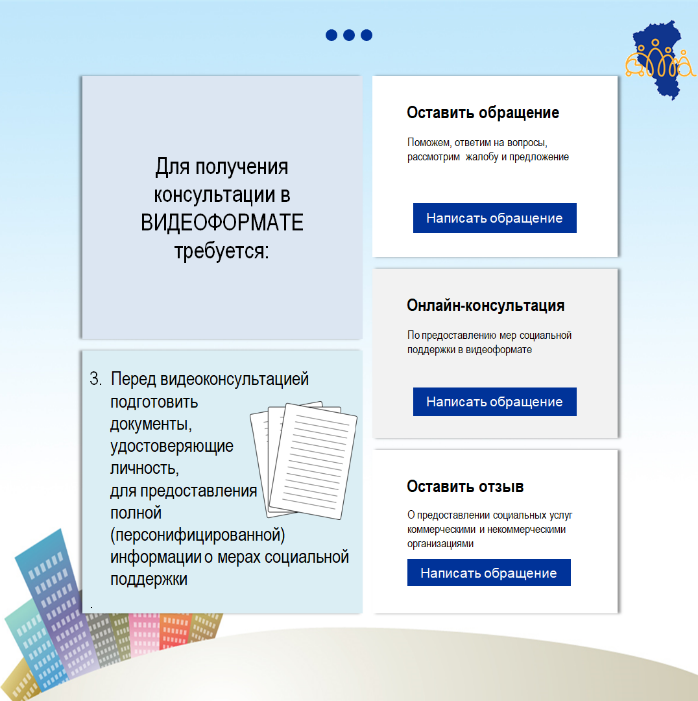 Для получения
консультации в
ВИДЕОФОРМАТЕ
требуется:
3. Перед видеоконсультацией
подготовить
документы,
удостоверяющие
личность,
для предоставления
полной
(персонифицированной)
информации о мерах социальной
поддержки
.
Оставить обращение
Поможем, ответим на вопросы,
рассмотрим жалобу и предложение
Написать обращение
Онлайн-консультация
По предоставлению мер социальной
поддержки в видеоформате
Написать обращение
Оставить отзыв
О предоставлении социальных услуг
коммерческими и некоммерческими
организациями
Написать обращение